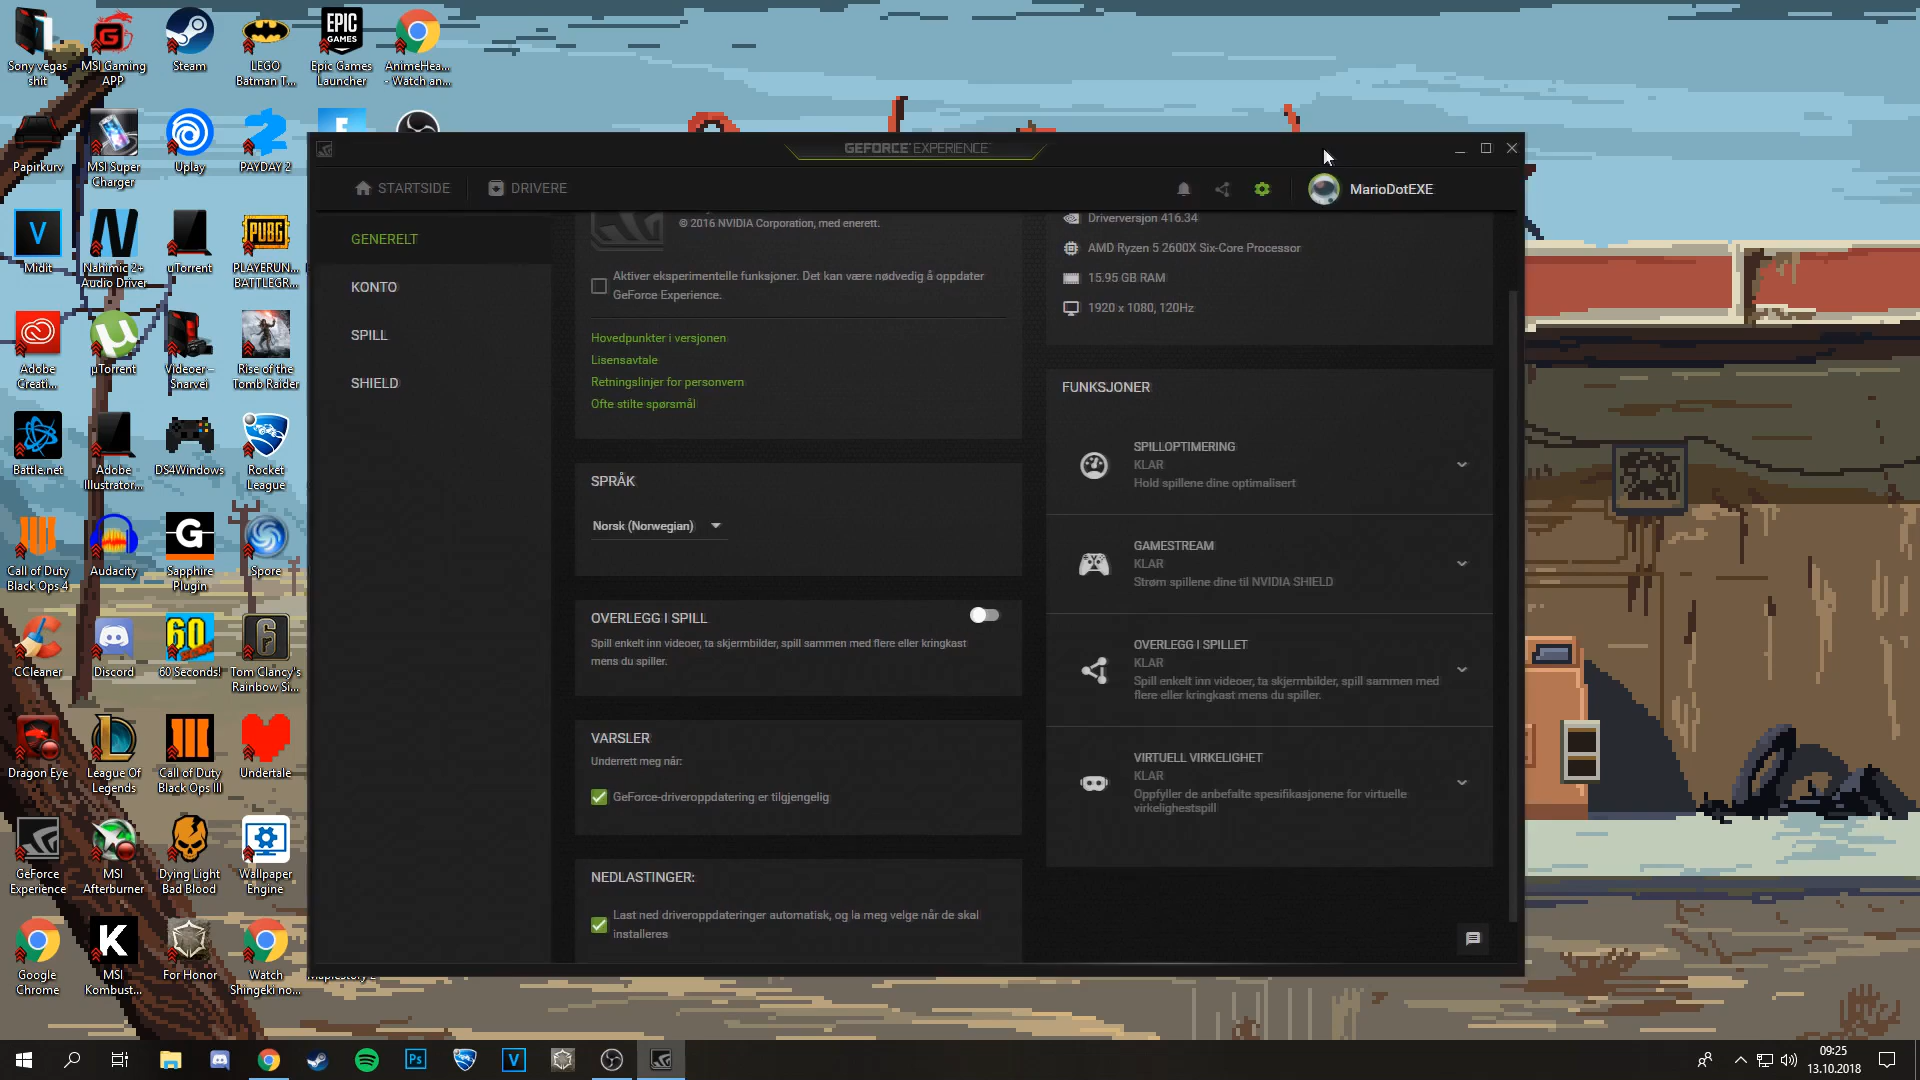 Sony vegas
shit
MSI Gaming
APP
Steam
LEGO
Batman T...
EPIC
GAMES
Epic Games
Launcher
AnimeHea...
- Watch an...
Papirkurv
MSI Super
Charger
Uplay
PAYDAY 2
V
Midit
Nahimic 2+
Audio Driver
uTorrent
PUBG
PLAYERUN...
BATTLEGR...
Adobe
Creati...
µTorrent
Videoer –
Snarvei
Rise of the
Tomb Raider
Battle.net
Adobe
Illustrator...
DS4Windows
Rocket
League
Call of Duty
Black Ops 4
Audacity
Sapphire
Plugin
Spore
CCleaner
Discord
60
60 Seconds!
6
Tom Clancy's
Rainbow Si...
Dragon Eye
League Of
Legends
Call of Duty
Black Ops III
Undertale
GeForce
Experience
MSI
Afterburner
Dying Light
Bad Blood
Wallpaper
Engine
Google
Chrome
K
MSI
Kombust...
For Honor
Watch
Shingeki no...
Maplestory 2
GEFORCE EXPERIENCE
STARTSIDE
DRIVERE
MarioDotEXE
GENERELT
KONTO
SPILL
SHIELD
© 2016 NVIDIA Corporation, med enerett.
Aktiver eksperimentelle funksjoner. Det kan være nødvedig å oppdater
GeForce Experience.
Hovedpunkter i versjonen
Lisensavtale
Retningslinjer for personvern
Ofte stilte spørsmål
SPRÅK
Norsk (Norwegian)
OVERLEGG I SPILL
Spill enkelt inn videoer, ta skjermbilder, spill sammen med flere eller kringkast
mens du spiller.
VARSLER
Underrett meg når:
GeForce-driveroppdatering er tilgjengelig
NEDLASTINGER:
Last ned driveroppdateringer automatisk, og la meg velge når de skal
installeres
Driverversjon 416.34
AMD Ryzen 5 2600X Six-Core Processor
15.95 GB RAM
1920 x 1080, 120Hz
FUNKSJONER
SPILLOPTIMERING
KLAR
Hold spillene dine optimalisert
GAMESTREAM
KLAR
Strøm spillene dine til NVIDIA SHIELD
OVERLEGG I SPILLET
KLAR
Spill enkelt inn videoer, ta skjermbilder, spill sammen med
flere eller kringkast mens du spiller.
VIRTUELL VIRKELIGHET
KLAR
Oppfyller de anbefalte spesifikasjonene for virtuelle
virkelighestspill
Ps
V
09:25
13.10.2018